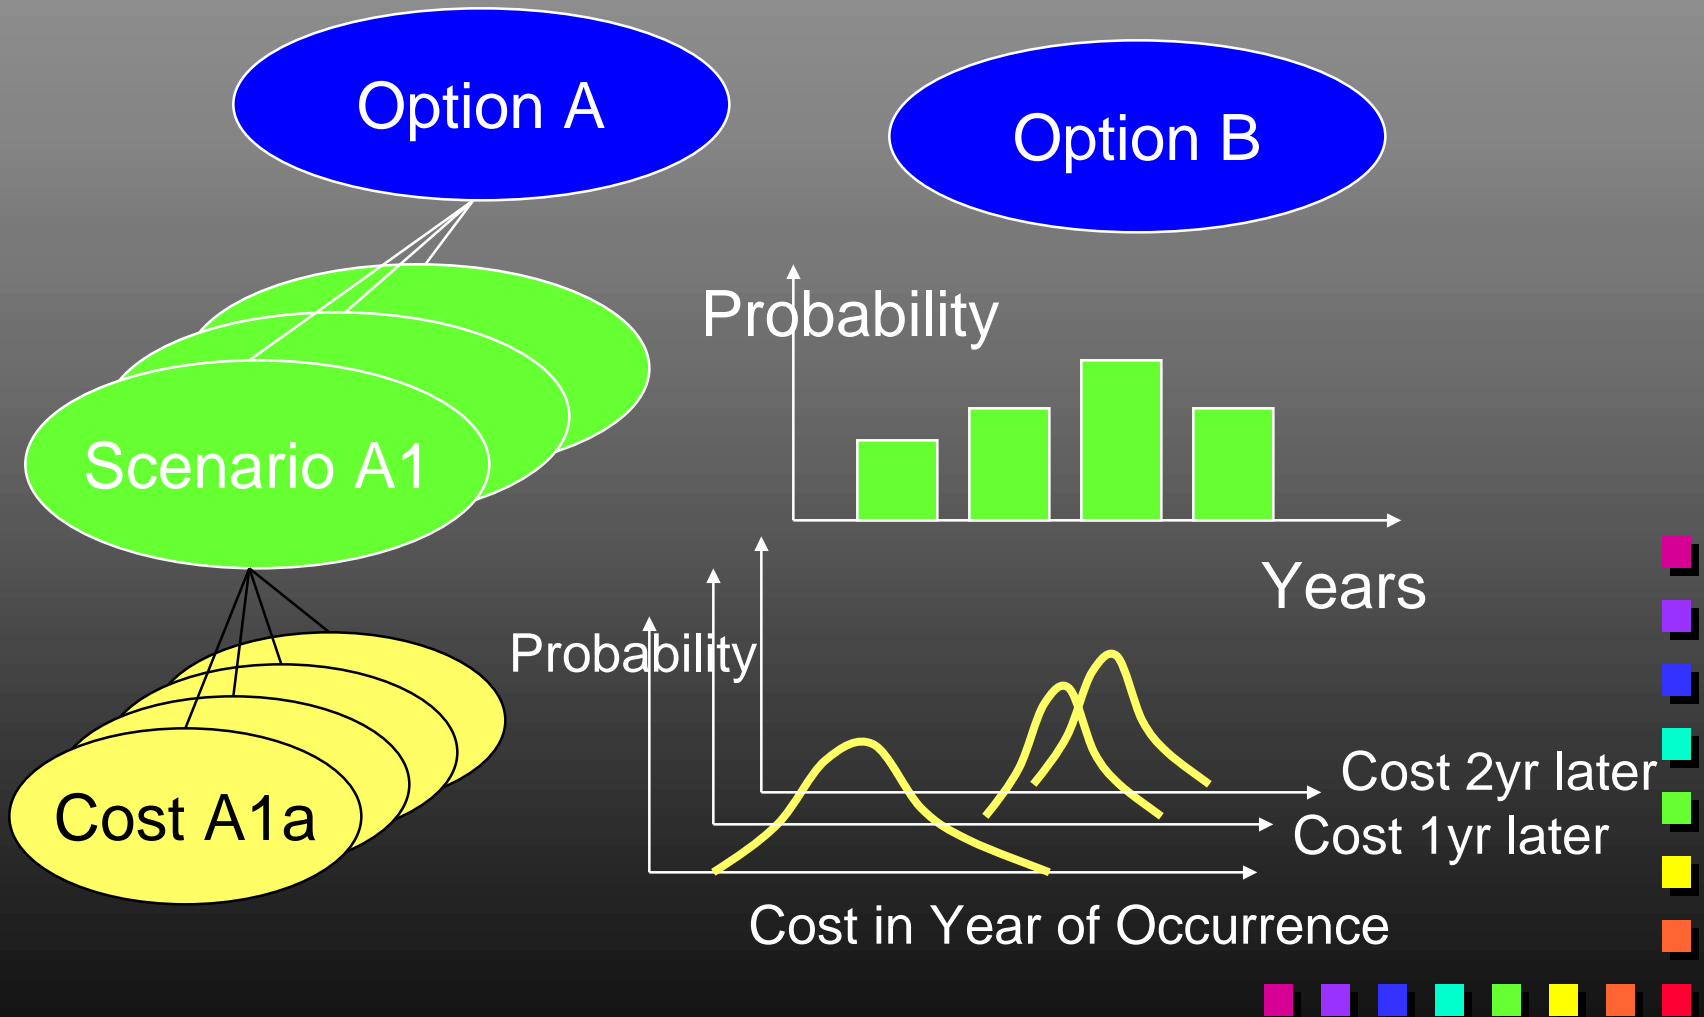 Option A
Option B
Probability
Scenario A1
Years
Probability
Cost 2yr later
Cost A1a
Cost 1yr later
Cost in Year of Occurrence